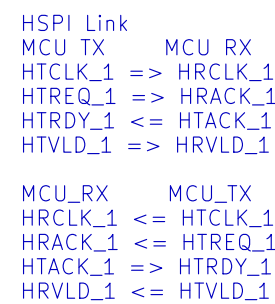 HSPI Link
MCU TX MCU RX
HTCLK_1 => HRCLK_1
HTREQ_1 => HRACK_1
HTRDY_1 <= HTACK_1
HTVLD_1 => HRVLD_1
MCU_RX MCU_TX
HRCLK_1 <= HTCLK_1
HRACK_1 <= HTREQ_1
HTACK_1 => HTRDY_1
HRVLD_1 <= HTVLD_1